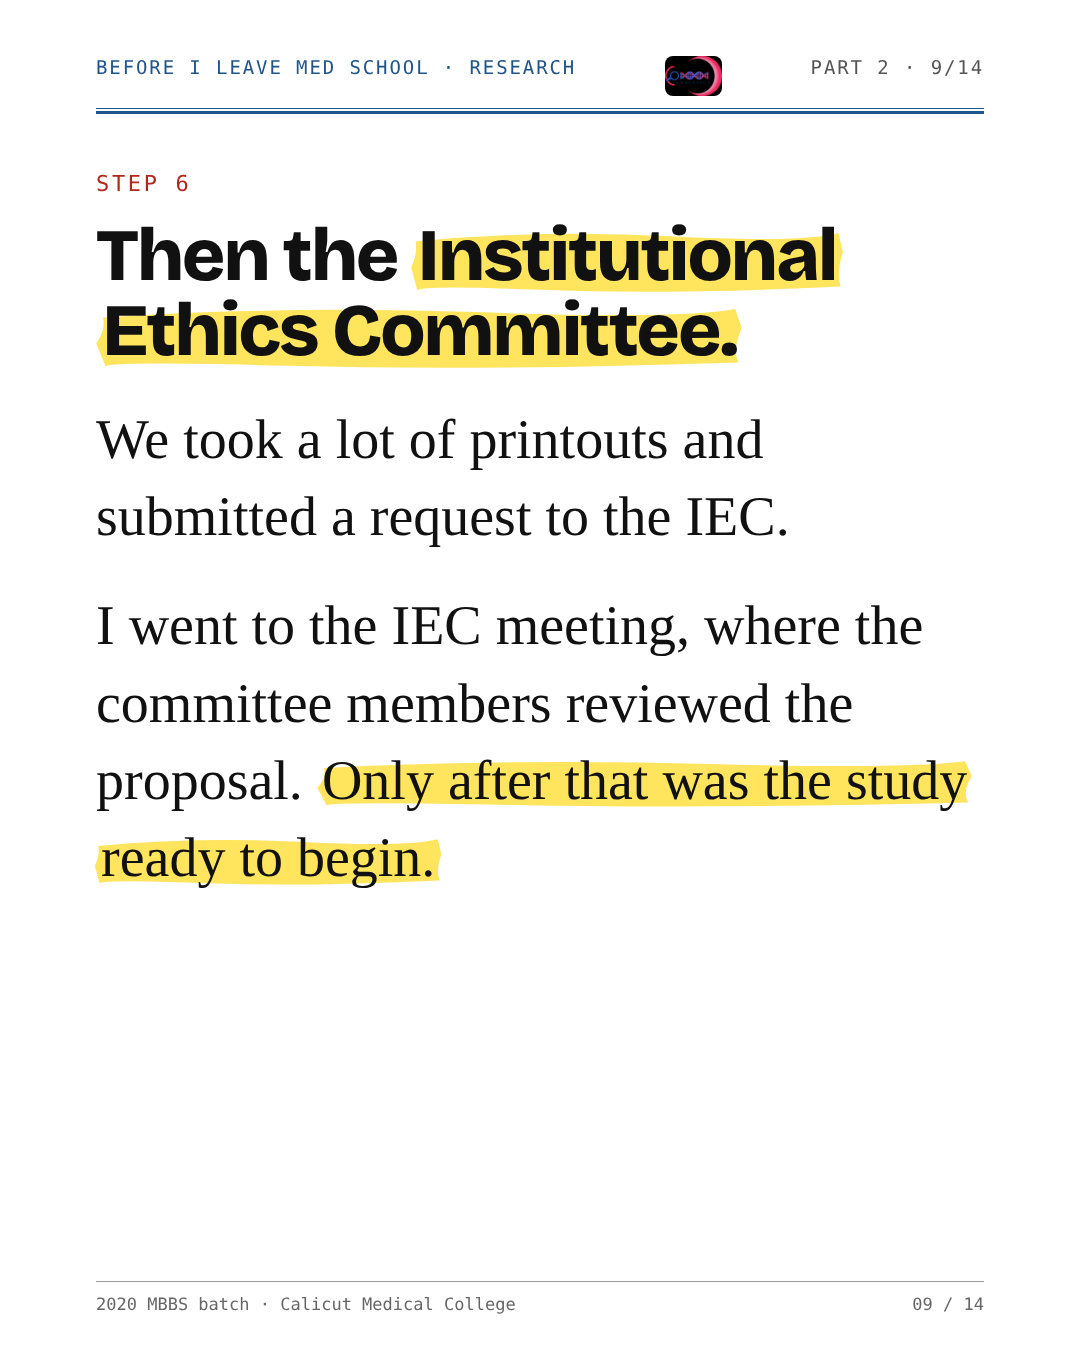 BEFORE I LEAVE MED SCHOOL · RESEARCH
PART 2 · 9/14
STEP 6
Then the Institutional
Ethics Committee.
We took a lot of printouts and
submitted a request to the IEC.
I went to the IEC meeting, where the
committee members reviewed the
proposal. Only after that was the study
ready to begin.
2020 MBBS batch · Calicut Medical College
09 / 14